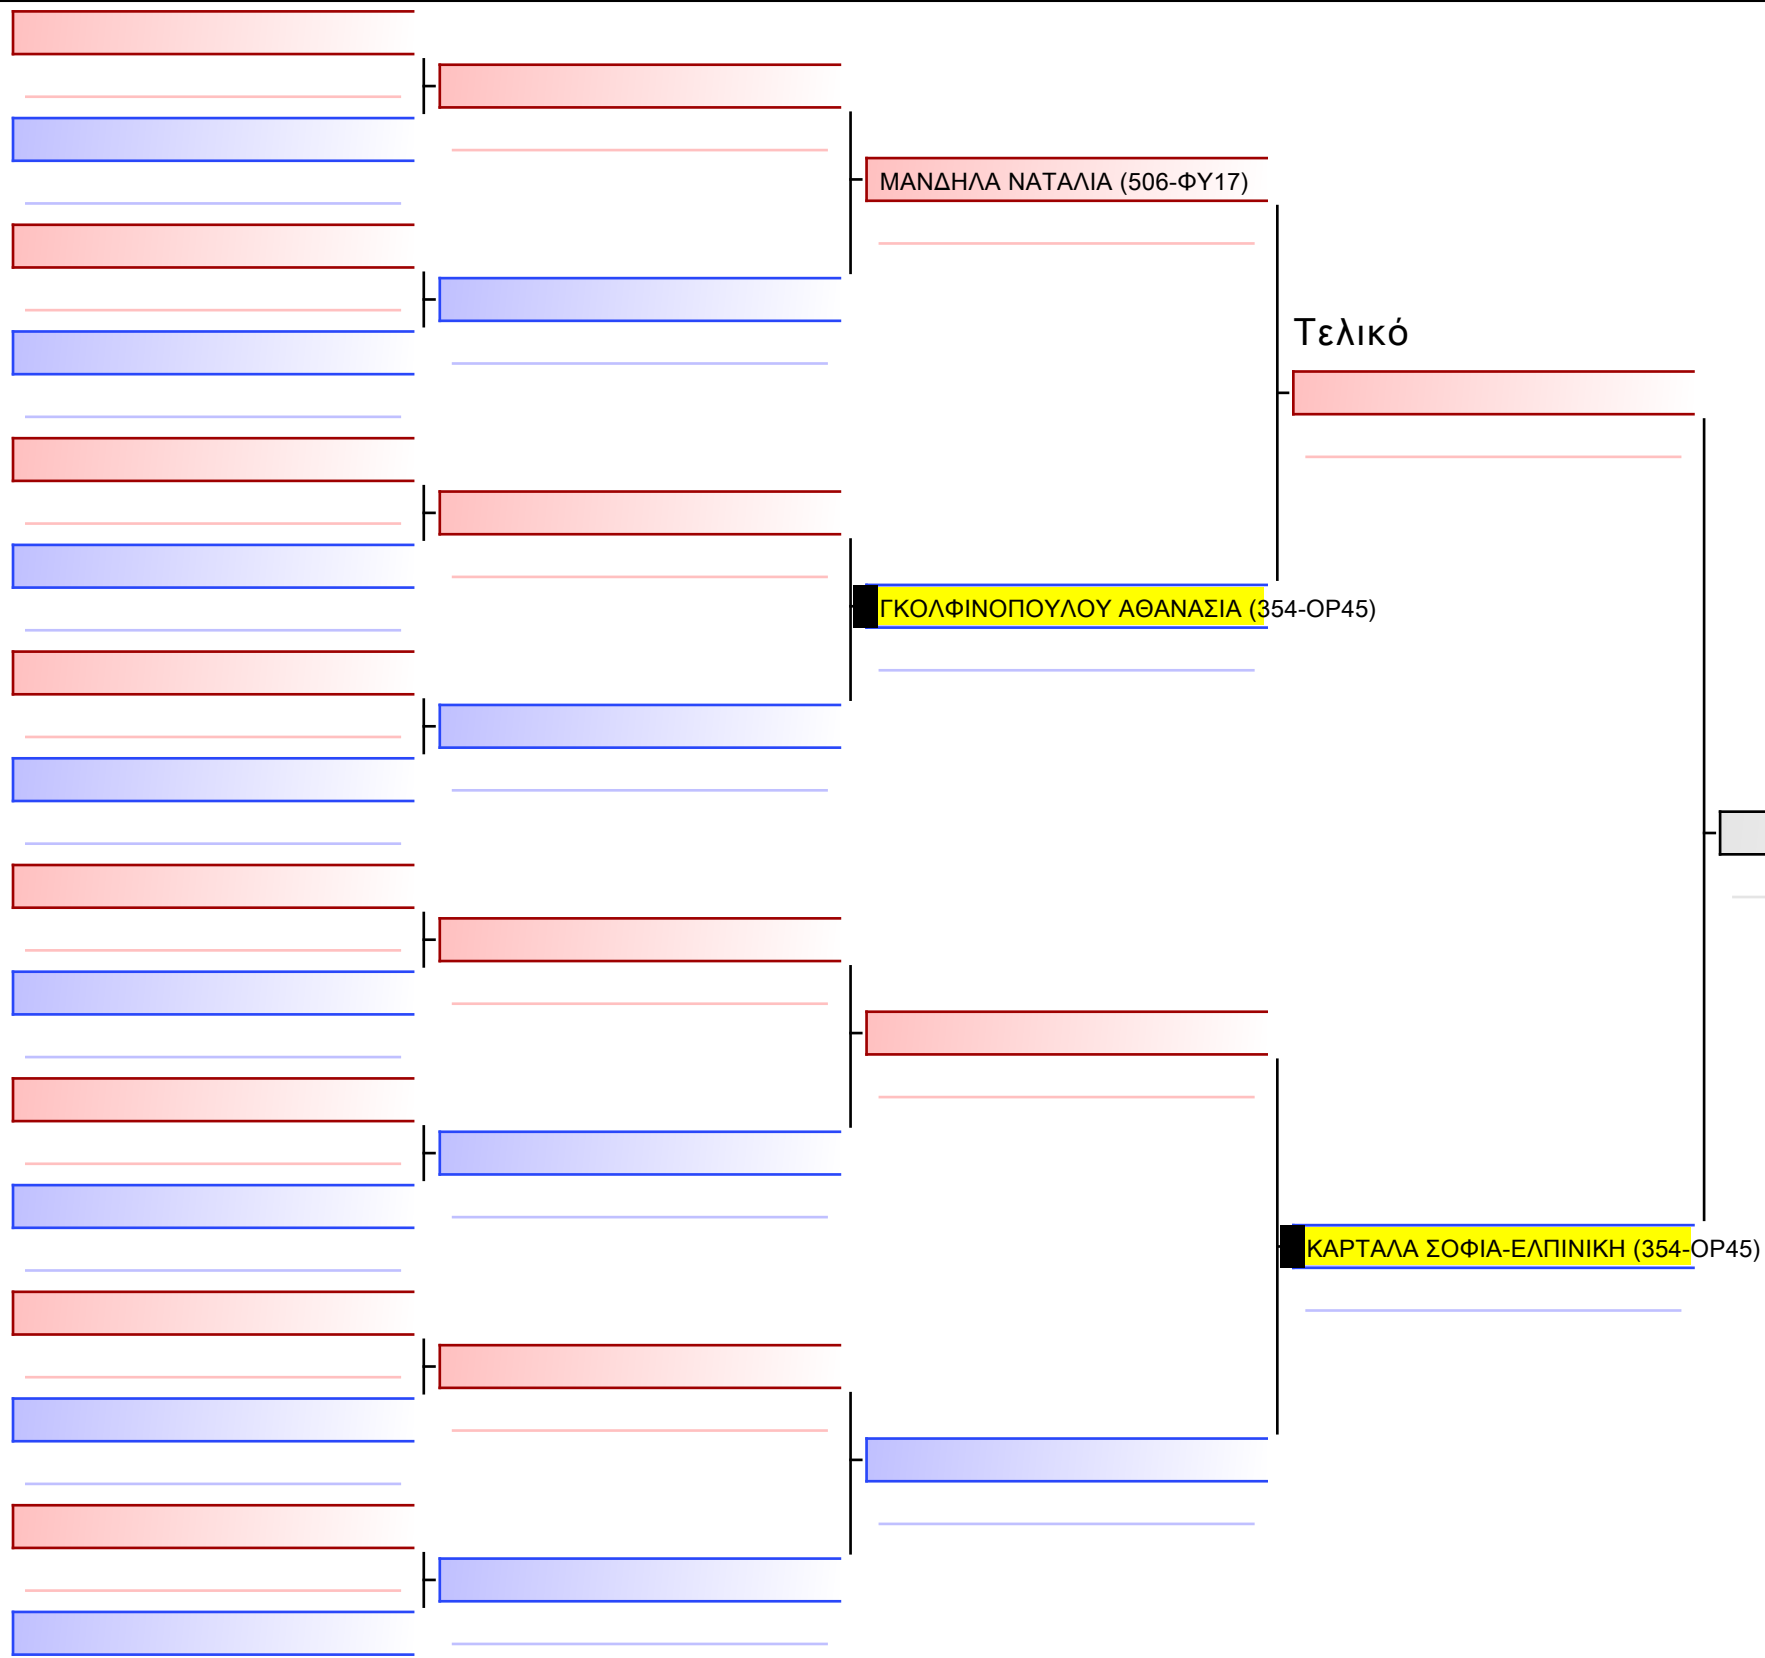 ΜΑΝΔΗΛΑ ΝΑΤΑΛΙΑ (506-ΦΥ17)
Τελικό
ΓΚΟΛΦΙΝΟΠΟΥΛΟΥ ΑΘΑΝΑΣΙΑ (354-ΟΡ45)
ΚΑΡΤΑΛΑ ΣΟΦΙΑ-ΕΛΠΙΝΙΚΗ (354-ΟΡ45)